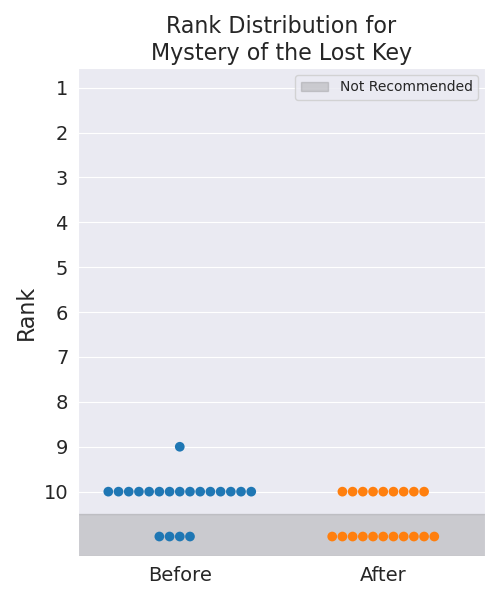 Rank Distribution for
Mystery of the Lost Key
Not Recommended
1
2
3
4
5
6
7
8
9
10
Rank
Before
After